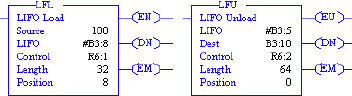 LFL
LIFO Load
Source 100
LIFO #B3:8
Control R6:1
Length 32
Position 8
EN
DN
EM
LFU
LIFO Unload
LIFO #B3:5
Dest B3:10
Control R6:2
Length 64
Position 0
EU
DN
EM